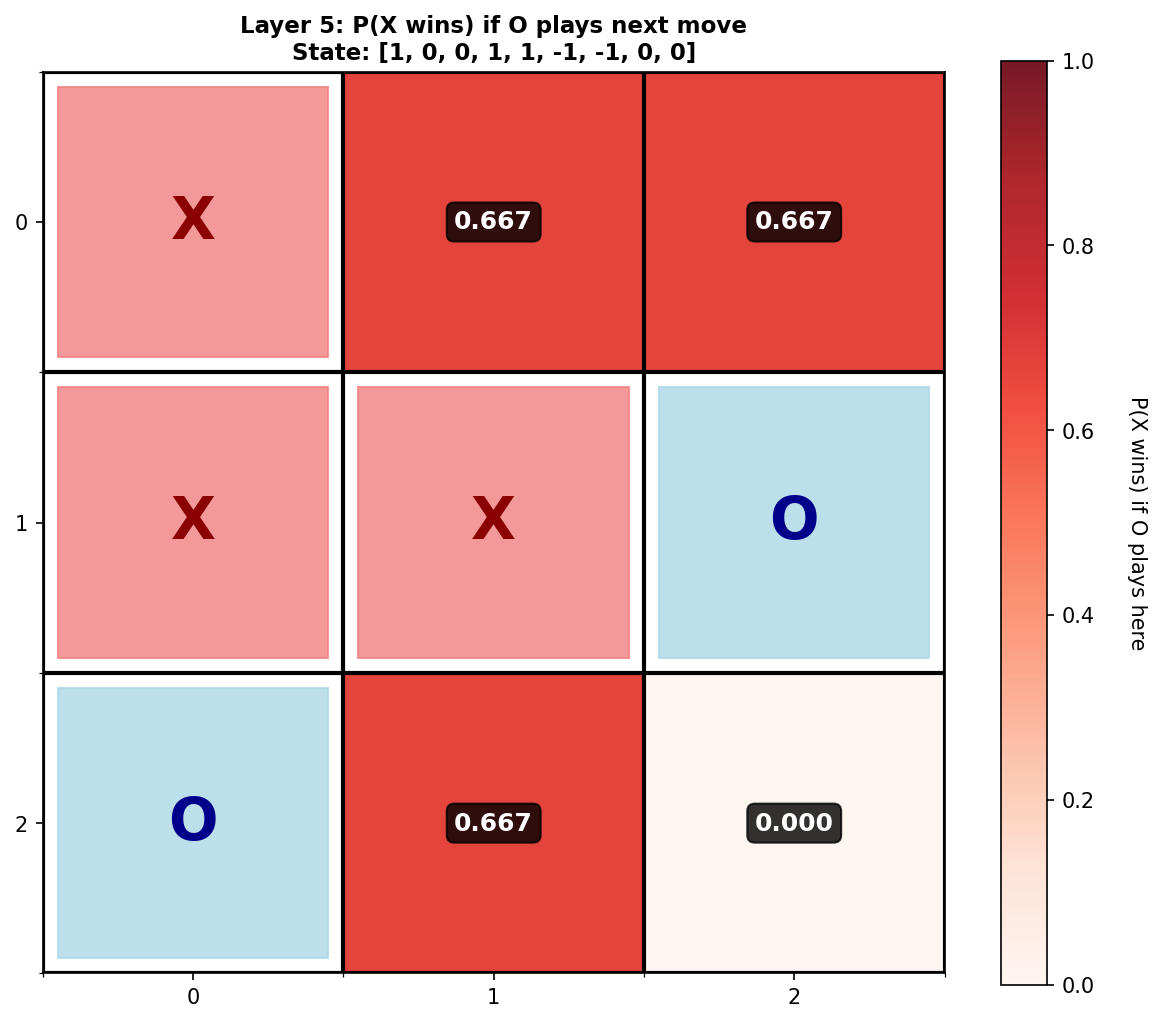 Layer 5: P(X wins) if O plays next move
State: [1, 0, 0, 1, 1, -1, -1, 0, 0]
0
X
0.667
0.667
1
X
X
O
2
O
0.667
0.000
0
1
2
1.0
0.8
0.6
0.4
0.2
0.0
P(X wins) if O plays here